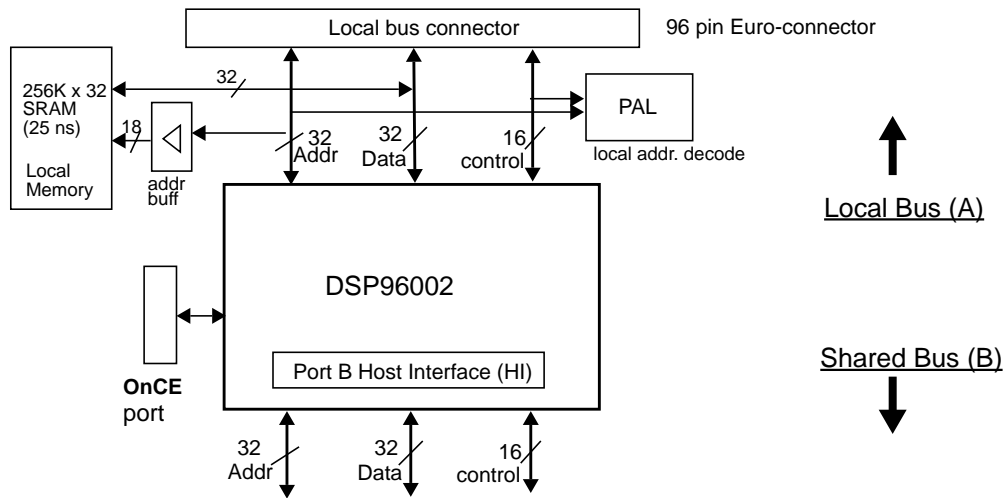 Local bus connector
96 pin Euro-connector
256K x 32
SRAM
(25 ns)
Local
Memory
32
18
addr
buff
32
Addr
32
Data
16
control
PAL
local addr. decode
Local Bus (A)
DSP96002
Port B Host Interface (HI)
OnCE
port
Shared Bus (B)
32
Addr
32
Data
16
control